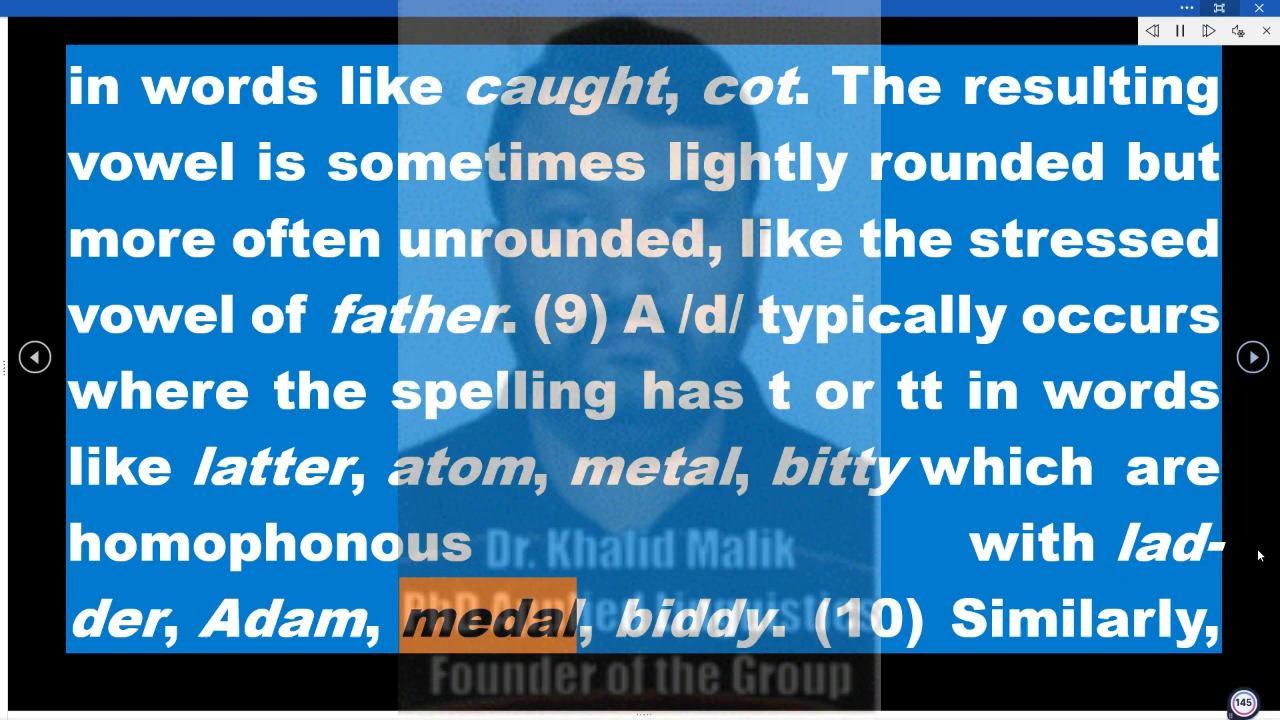 in words like caught, cot. The resulting
vowel is sometimes lightly rounded but
more often unrounded, like the stressed
vowel of father. (9) A /d/ typically occurs
where the spelling has t or tt in words
like latter, atom, metal, bitty which are
homophonous with lad-
der, Adam, medal, biddy. (10) Similarly,
Dr. Khalid Malik
PhD Applied Linguistics
Founder of the Group
145